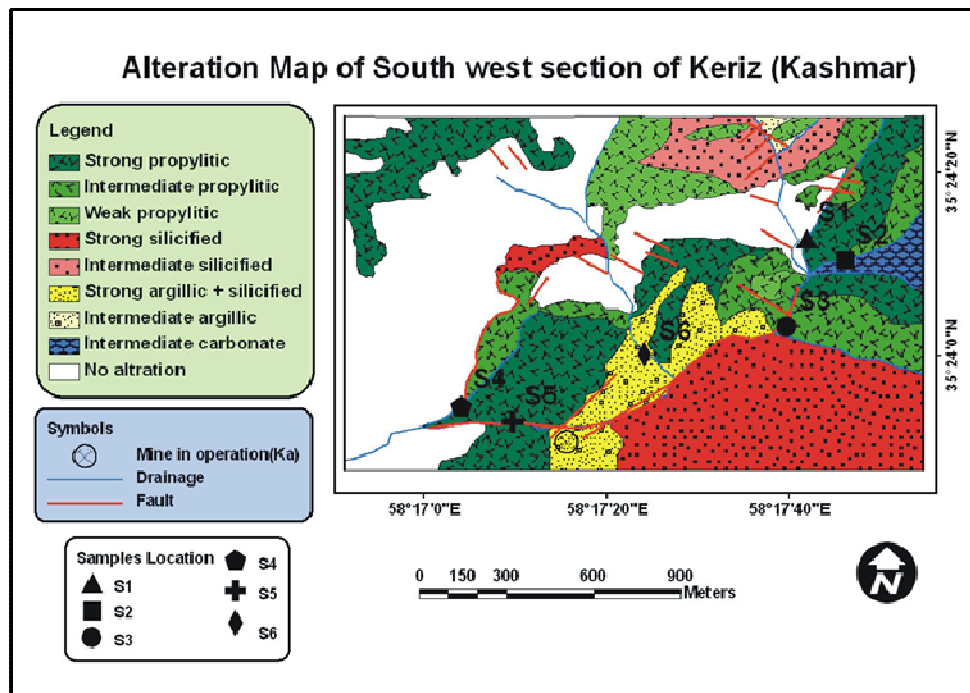 Alteration Map of South west section of Keriz (Kashmar)
Legend
Strong propylitic
Intermediate propylitic
Weak propylitic
Strong silicified
Intermediate silicified
Strong argillic + silicified
Intermediate argillic
Intermediate carbonate
No altration
Symbols
Mine in operation(Ka)
Drainage
Fault
Samples Location
S1
S2
S3
S4
S5
S6
S1
S2
S3
S6
S4
S5
35°24'20"N
35°24'0"N
58°17'0"E
58°17'20"E
58°17'40"E
0 150 300 600 900
Meters
N